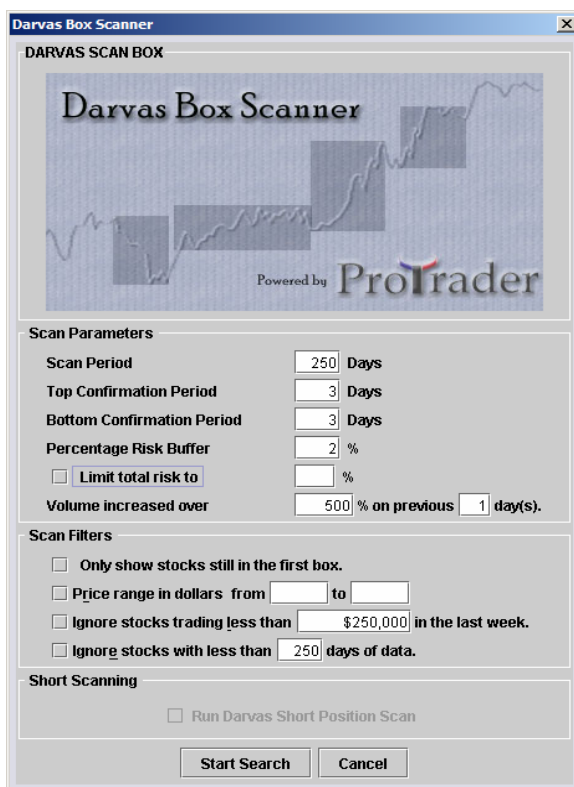 Darvas Box Scanner
DARVAS SCAN BOX
Darvas Box Scanner
Powered by ProTrader
Scan Parameters
Scan Period 250 Days
Top Confirmation Period 3 Days
Bottom Confirmation Period 3 Days
Percentage Risk Buffer 2 %
Limit total risk to %
Volume increased over 500 % on previous 1 day(s).
Scan Filters
Only show stocks still in the first box.
Price range in dollars from to
Ignore stocks trading less than $250,000 in the last week.
Ignore stocks with less than 250 days of data.
Short Scanning
Run Darvas Short Position Scan
Start Search Cancel